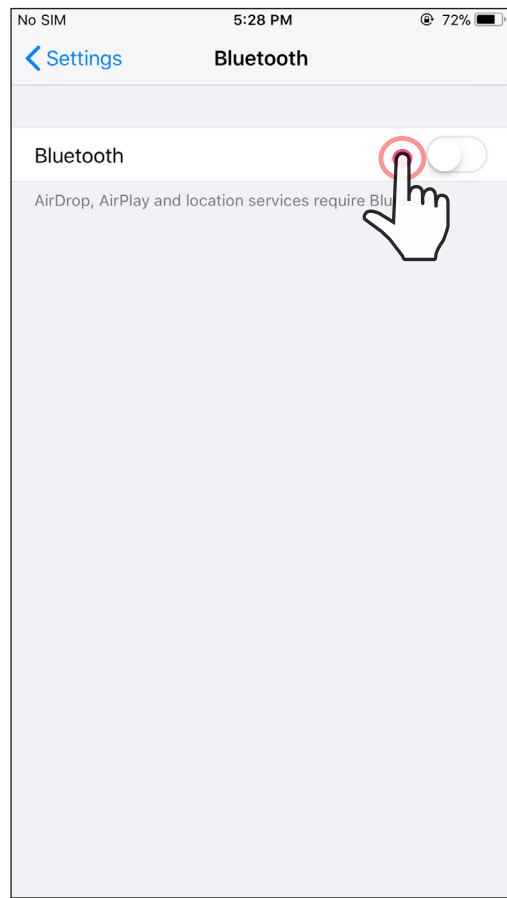 No SIM 5:28 PM 72%
Settings Bluetooth
Bluetooth
AirDrop, AirPlay and location services require